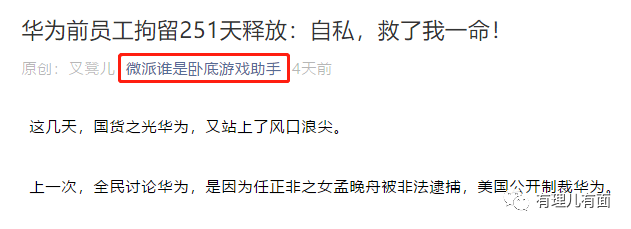 华为前员工拘留251天释放：自私，救了我一命！
原创： 叉凳儿 微派谁是卧底游戏助手 4天前
这几天，国货之光华为，又站上了风口浪尖。
上一次，全民讨论华为，是因为任正非之女孟晚舟被非法逮捕，美国公开制裁华为。
有理儿有面